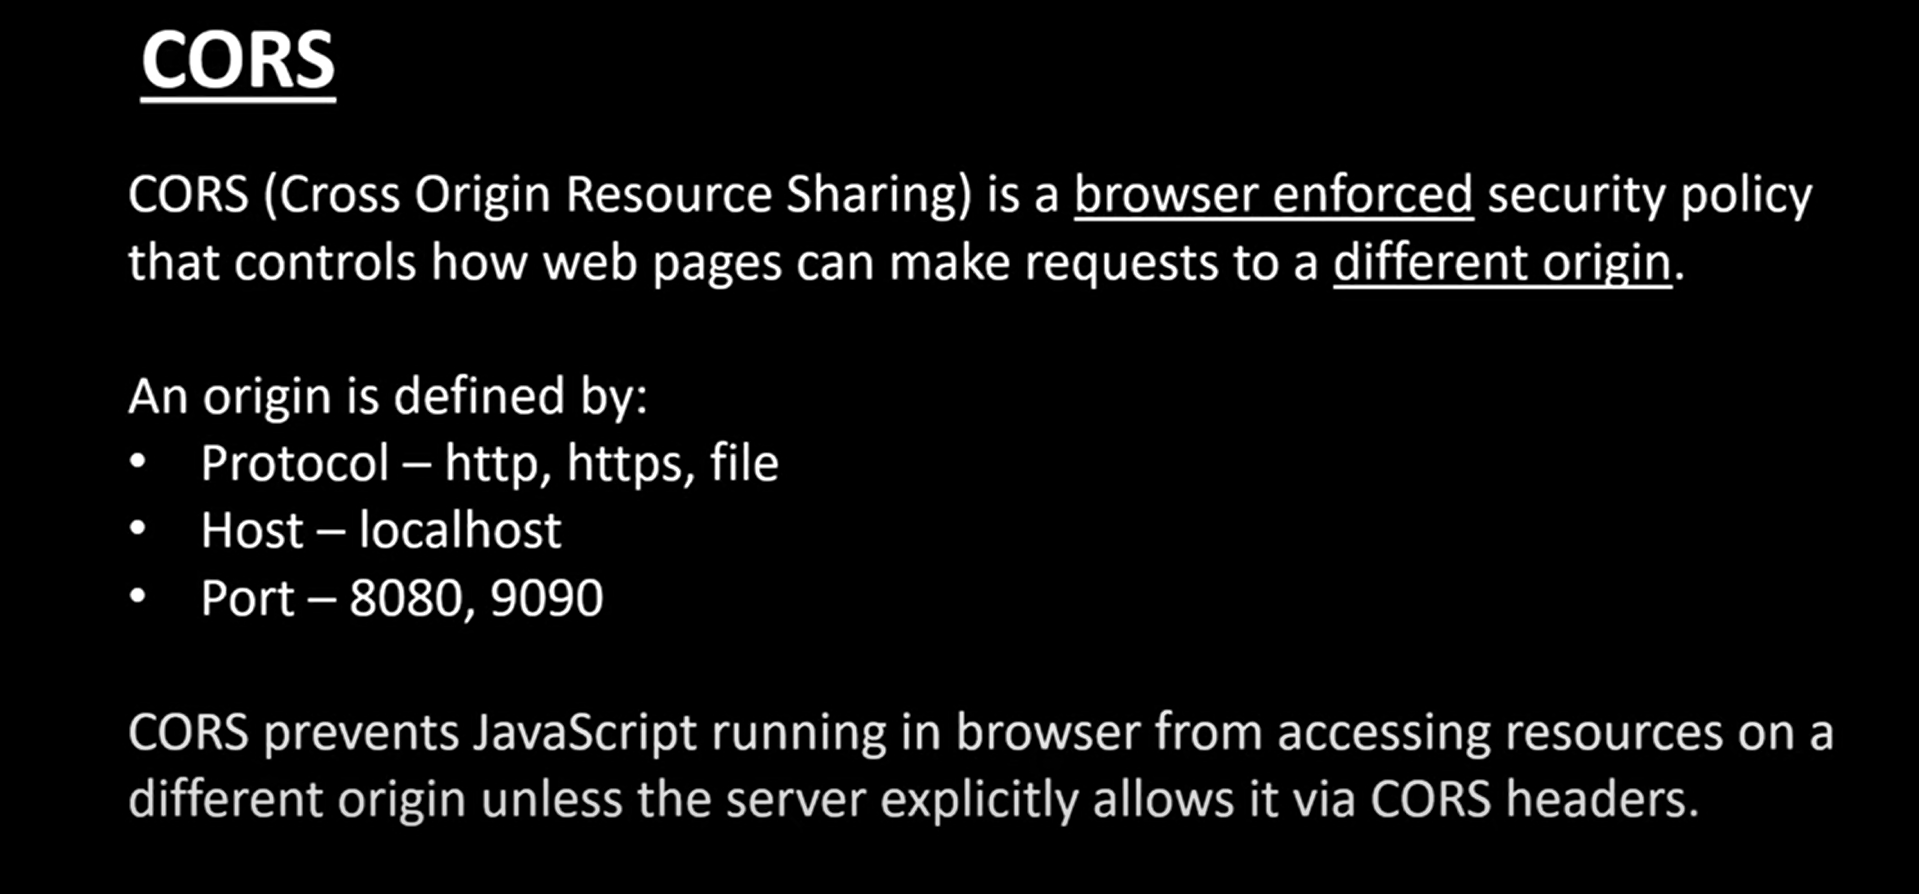 CORS
CORS (Cross Origin Resource Sharing) is a browser enforced security policy
that controls how web pages can make requests to a different origin.
An origin is defined by:
• Protocol – http, https, file
• Host – localhost
• Port – 8080, 9090
CORS prevents JavaScript running in browser from accessing resources on a
different origin unless the server explicitly allows it via CORS headers.